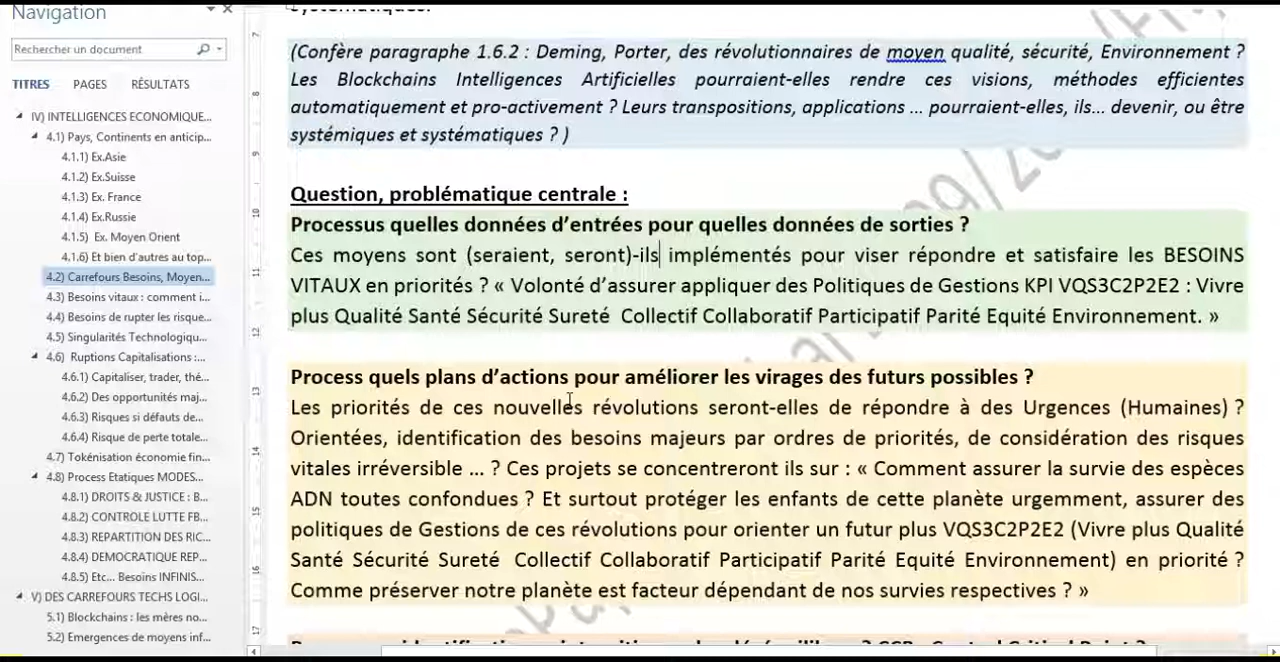 Navigation
Rechercher un document
TITRES PAGES RÉSULTATS
IV) INTELLIGENCES ECONOMIQUE...
4.1) Pays, Continents en anticip...
4.1.1) Ex.Asie
4.1.2) Ex.Suisse
4.1.3) Ex. France
4.1.4) Ex.Russie
4.1.5) Ex. Moyen Orient
4.1.6) Et bien d'autres au top...
4.2) Carrefours Besoins, Moyen...
4.3) Besoins vitaux : comment i...
4.4) Besoins de rupter les risque...
4.5) Singularités Technologiqu...
4.6) Ruptions Capitalisations :...
4.6.1) Capitaliser, trader, thé...
4.6.2) Des opportunités maj...
4.6.3) Risques si défauts de...
4.6.4) Risque de perte totale...
4.7) Tokénisation économie fin...
4.8) Process Etatiques MODES...
4.8.1) DROITS & JUSTICE : B...
4.8.2) CONTROLE LUTTE FB...
4.8.3) REPARTITION DES RIC...
4.8.4) DEMOCRATIQUE REP...
4.8.5) Etc... Besoins INFINIS...
V) DES CARREFOURS TECHS LOGI...
5.1) Blockchains : les mères no...
5.2) Emergences de moyens inf...
(Confère paragraphe 1.6.2 : Deming, Porter, des révolutionnaires de moyen qualité, sécurité, Environnement ?
Les Blockchains Intelligences Artificielles pourraient-elles rendre ces visions, méthodes efficientes
automatiquement et pro-activement ? Leurs transpositions, applications ... pourraient-elles, ils... devenir, ou être
systémiques et systématiques ? )
Question, problématique centrale :
Processus quelles données d'entrées pour quelles données de sorties ?
Ces moyens sont (seraient, seront)-ils implémentés pour viser répondre et satisfaire les BESOINS
VITAUX en priorités ? « Volonté d'assurer appliquer des Politiques de Gestions KPI VQS3C2P2E2 : Vivre
plus Qualité Santé Sécurité Sureté Collectif Collaboratif Participatif Parité Equité Environnement. »
Process quels plans d'actions pour améliorer les virages des futurs possibles ?
Les priorités de ces nouvelles révolutions seront-elles de répondre à des Urgences (Humaines) ?
Orientées, identification des besoins majeurs par ordres de priorités, de considération des risques
vitales irréversible ... ? Ces projets se concentreront ils sur : « Comment assurer la survie des espèces
ADN toutes confondues ? Et surtout protéger les enfants de cette planète urgemment, assurer des
politiques de Gestions de ces révolutions pour orienter un futur plus VQS3C2P2E2 (Vivre plus Qualité
Santé Sécurité Sureté Collectif Collaboratif Participatif Parité Equité Environnement) en priorité ?
Comme préserver notre planète est facteur dépendant de nos survies respectives ? »